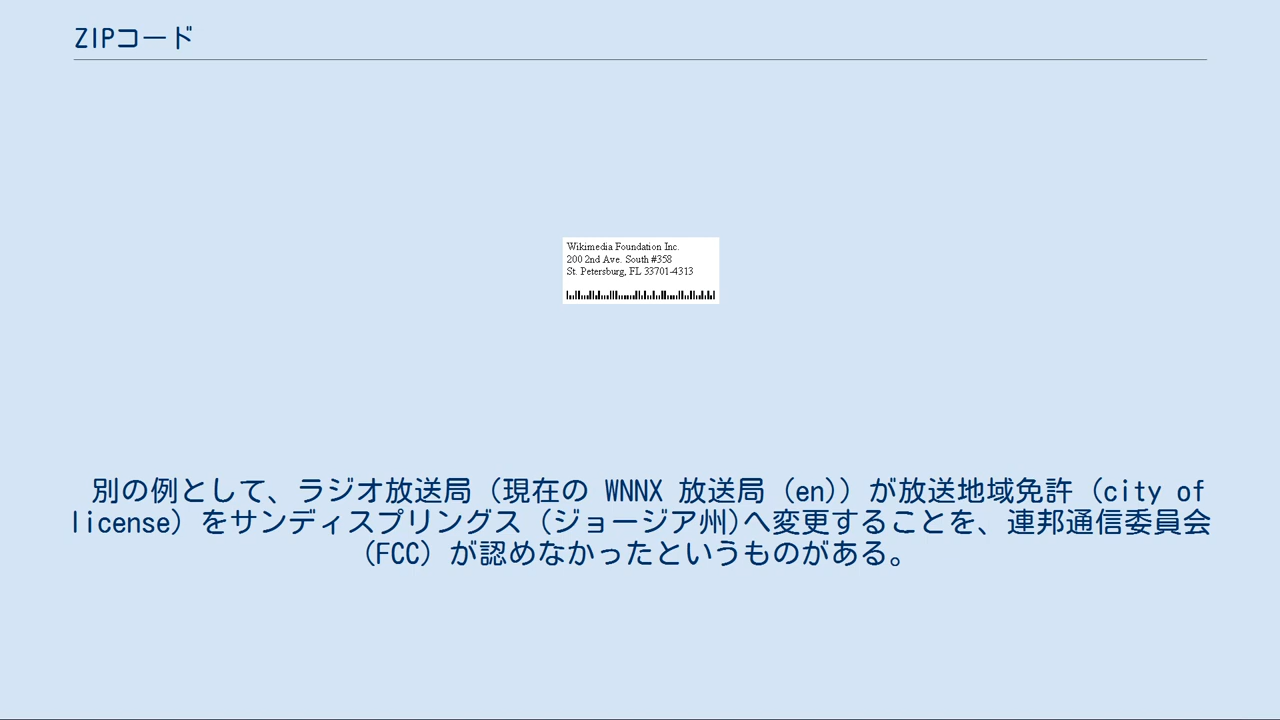 ZIPコード
Wikimedia Foundation Inc.
200 2nd Ave. South #358
St. Petersburg, FL 33701-4313
別の例として、ラジオ放送局（現在の WNNX 放送局（en））が放送地域免許（city of
license）をサンディスプリングス（ジョージア州)へ変更することを、連邦通信委員会
（FCC）が認めなかったというものがある。